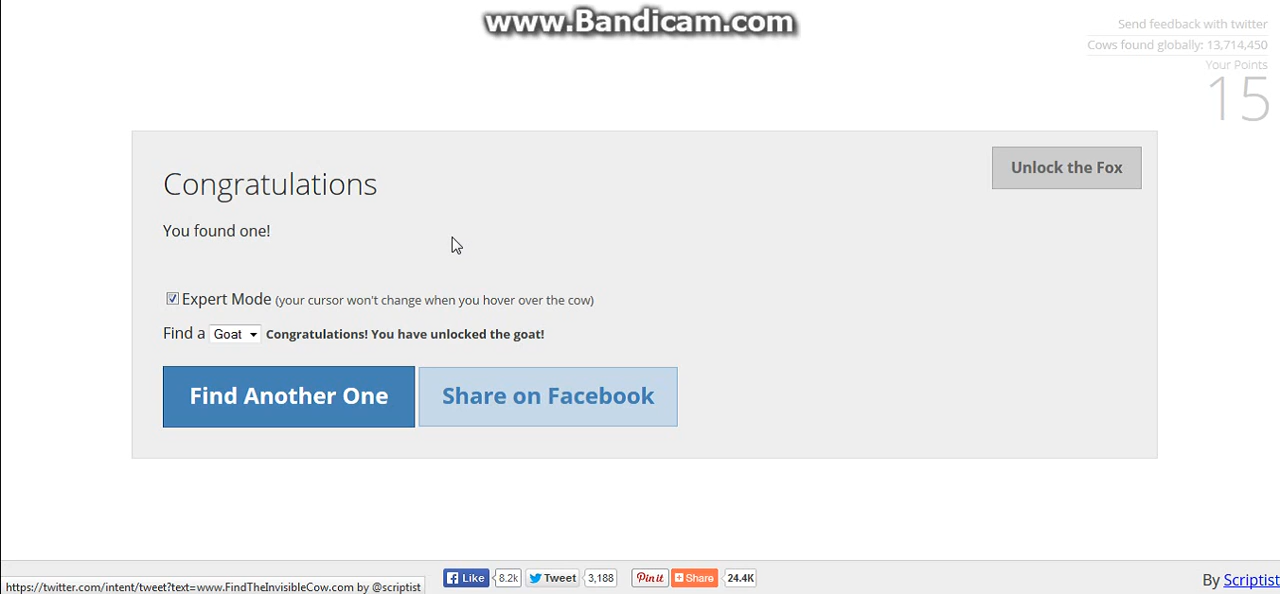 www.Bandicam.com
Send feedback with twitter
Cows found globally: 13,714,450
Your Points
15
Unlock the Fox
Congratulations
You found one!
Expert Mode (your cursor won't change when you hover over the cow)
Find a Goat Congratulations! You have unlocked the goat!
Find Another One Share on Facebook
Like 8.2k Tweet 3,188 Pin it Share 24.4K
By Scriptist
https://twitter.com/intent/tweet?text=www.FindTheInvisibleCow.com by @scriptist